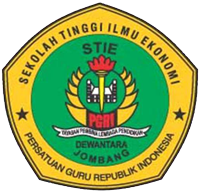 SEKOLAH TINGGI ILMU EKONOMI
STIE
PGRI
DEWANTARA
JOMBANG
PERSATUAN GURU REPUBLIK INDONESIA